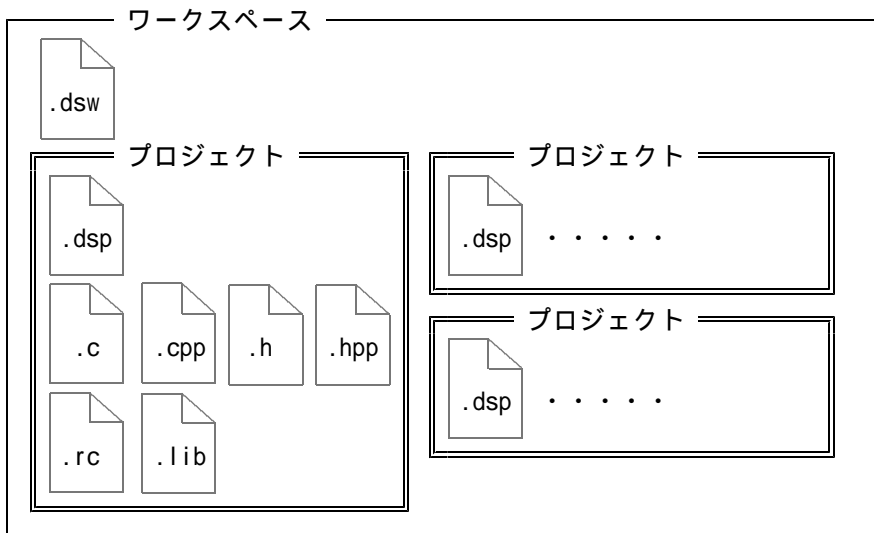 ワークスペース
.dsw
プロジェクト
.dsp
.c .cpp .h .hpp
.rc .lib
プロジェクト
.dsp ・・・・・
プロジェクト
.dsp ・・・・・